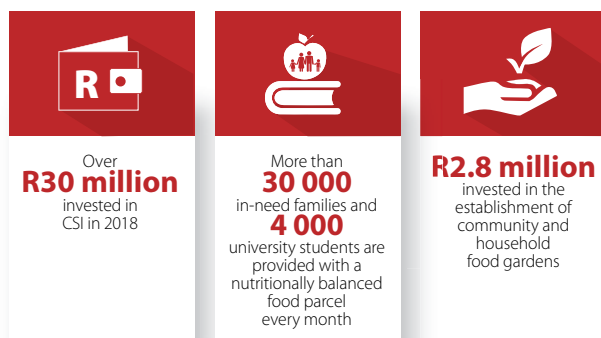 R
Over
R30 million
invested in
CSI in 2018
More than
30 000
in-need families and
4 000
university students are
provided with a
nutritionally balanced
food parcel
every month
R2.8 million
invested in the
establishment of
community and
household
food gardens